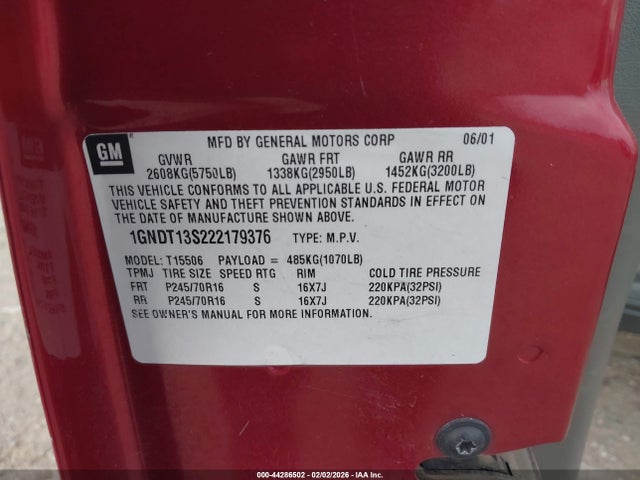 GM
MFD BY GENERAL MOTORS CORP 06/01
GVWR GAWR FRT GAWR RR
2608KG(5750LB) 1338KG(2950LB) 1452KG(3200LB)
THIS VEHICLE CONFORMS TO ALL APPLICABLE U.S. FEDERAL MOTOR
VEHICLE SAFETY AND THEFT PREVENTION STANDARDS IN EFFECT ON
THE DATE OF MANUFACTURE SHOWN ABOVE.
1GNDT13S222179376 TYPE: M.P.V.
MODEL: T15506 PAYLOAD = 485KG(1070LB)
TPMJ TIRE SIZE SPEED RTG RIM COLD TIRE PRESSURE
FRT P245/70R16 S 16X7J 220KPA(32PSI)
RR P245/70R16 S 16X7J 220KPA(32PSI)
SEE OWNER'S MANUAL FOR MORE INFORMATION.
000-44286502 - 02/02/2026 - IAA Inc.